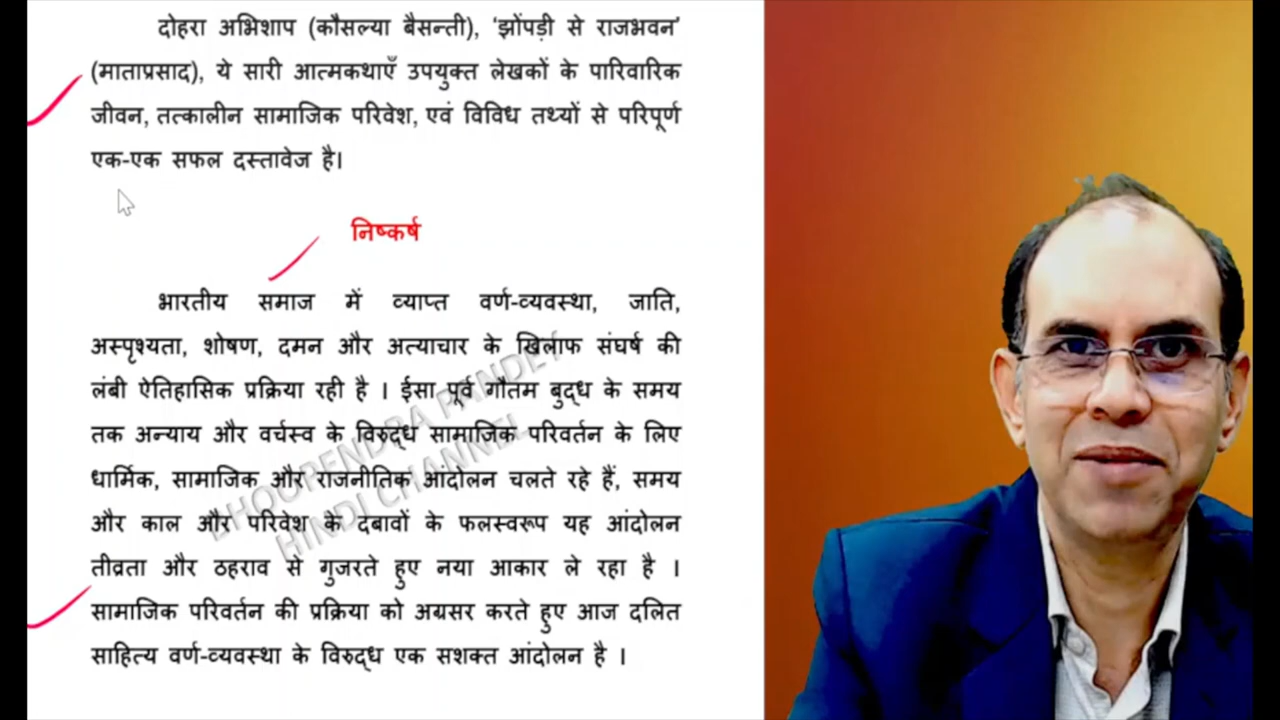 दोहरा अभिशाप (कौसल्या बैसन्ती), ‘झोंपड़ी से राजभवन’
(माताप्रसाद), ये सारी आत्मकथाएँ उपयुक्त लेखकों के पारिवारिक
जीवन, तत्कालीन सामाजिक परिवेश, एवं विविध तथ्यों से परिपूर्ण
एक-एक सफल दस्तावेज है।
निष्कर्ष
भारतीय समाज में व्याप्त वर्ण-व्यवस्था, जाति,
अस्पृश्यता, शोषण, दमन और अत्याचार के खिलाफ संघर्ष की
लंबी ऐतिहासिक प्रक्रिया रही है । ईसा पूर्व गौतम बुद्ध के समय
तक अन्याय और वर्चस्व के विरुद्ध सामाजिक परिवर्तन के लिए
धार्मिक, सामाजिक और राजनीतिक आंदोलन चलते रहे हैं, समय
और काल और परिवेश के दबावों के फलस्वरूप यह आंदोलन
तीव्रता और ठहराव से गुजरते हुए नया आकार ले रहा है ।
सामाजिक परिवर्तन की प्रक्रिया को अग्रसर करते हुए आज दलित
साहित्य वर्ण-व्यवस्था के विरुद्ध एक सशक्त आंदोलन है ।
BHOOPENDRA PANDEY
HINDI CHANNEL